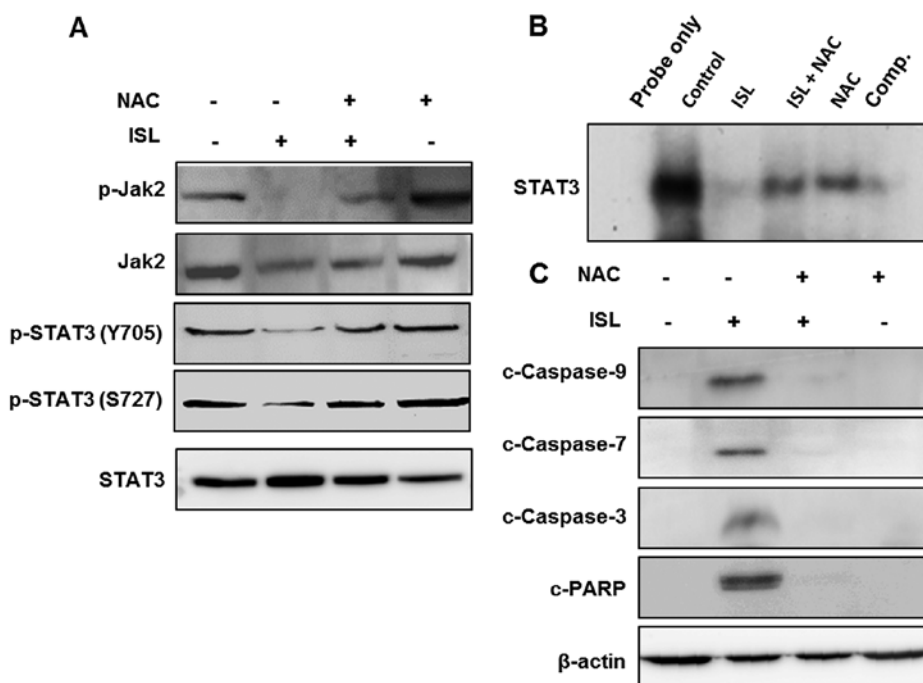 A
NAC - - + +
ISL - + + -
p-Jak2
Jak2
p-STAT3 (Y705)
p-STAT3 (S727)
STAT3
B
Probe only Control ISL ISL + NAC NAC Comp.
STAT3
C
NAC - - + +
ISL - + + -
c-Caspase-9
c-Caspase-7
c-Caspase-3
c-PARP
β-actin